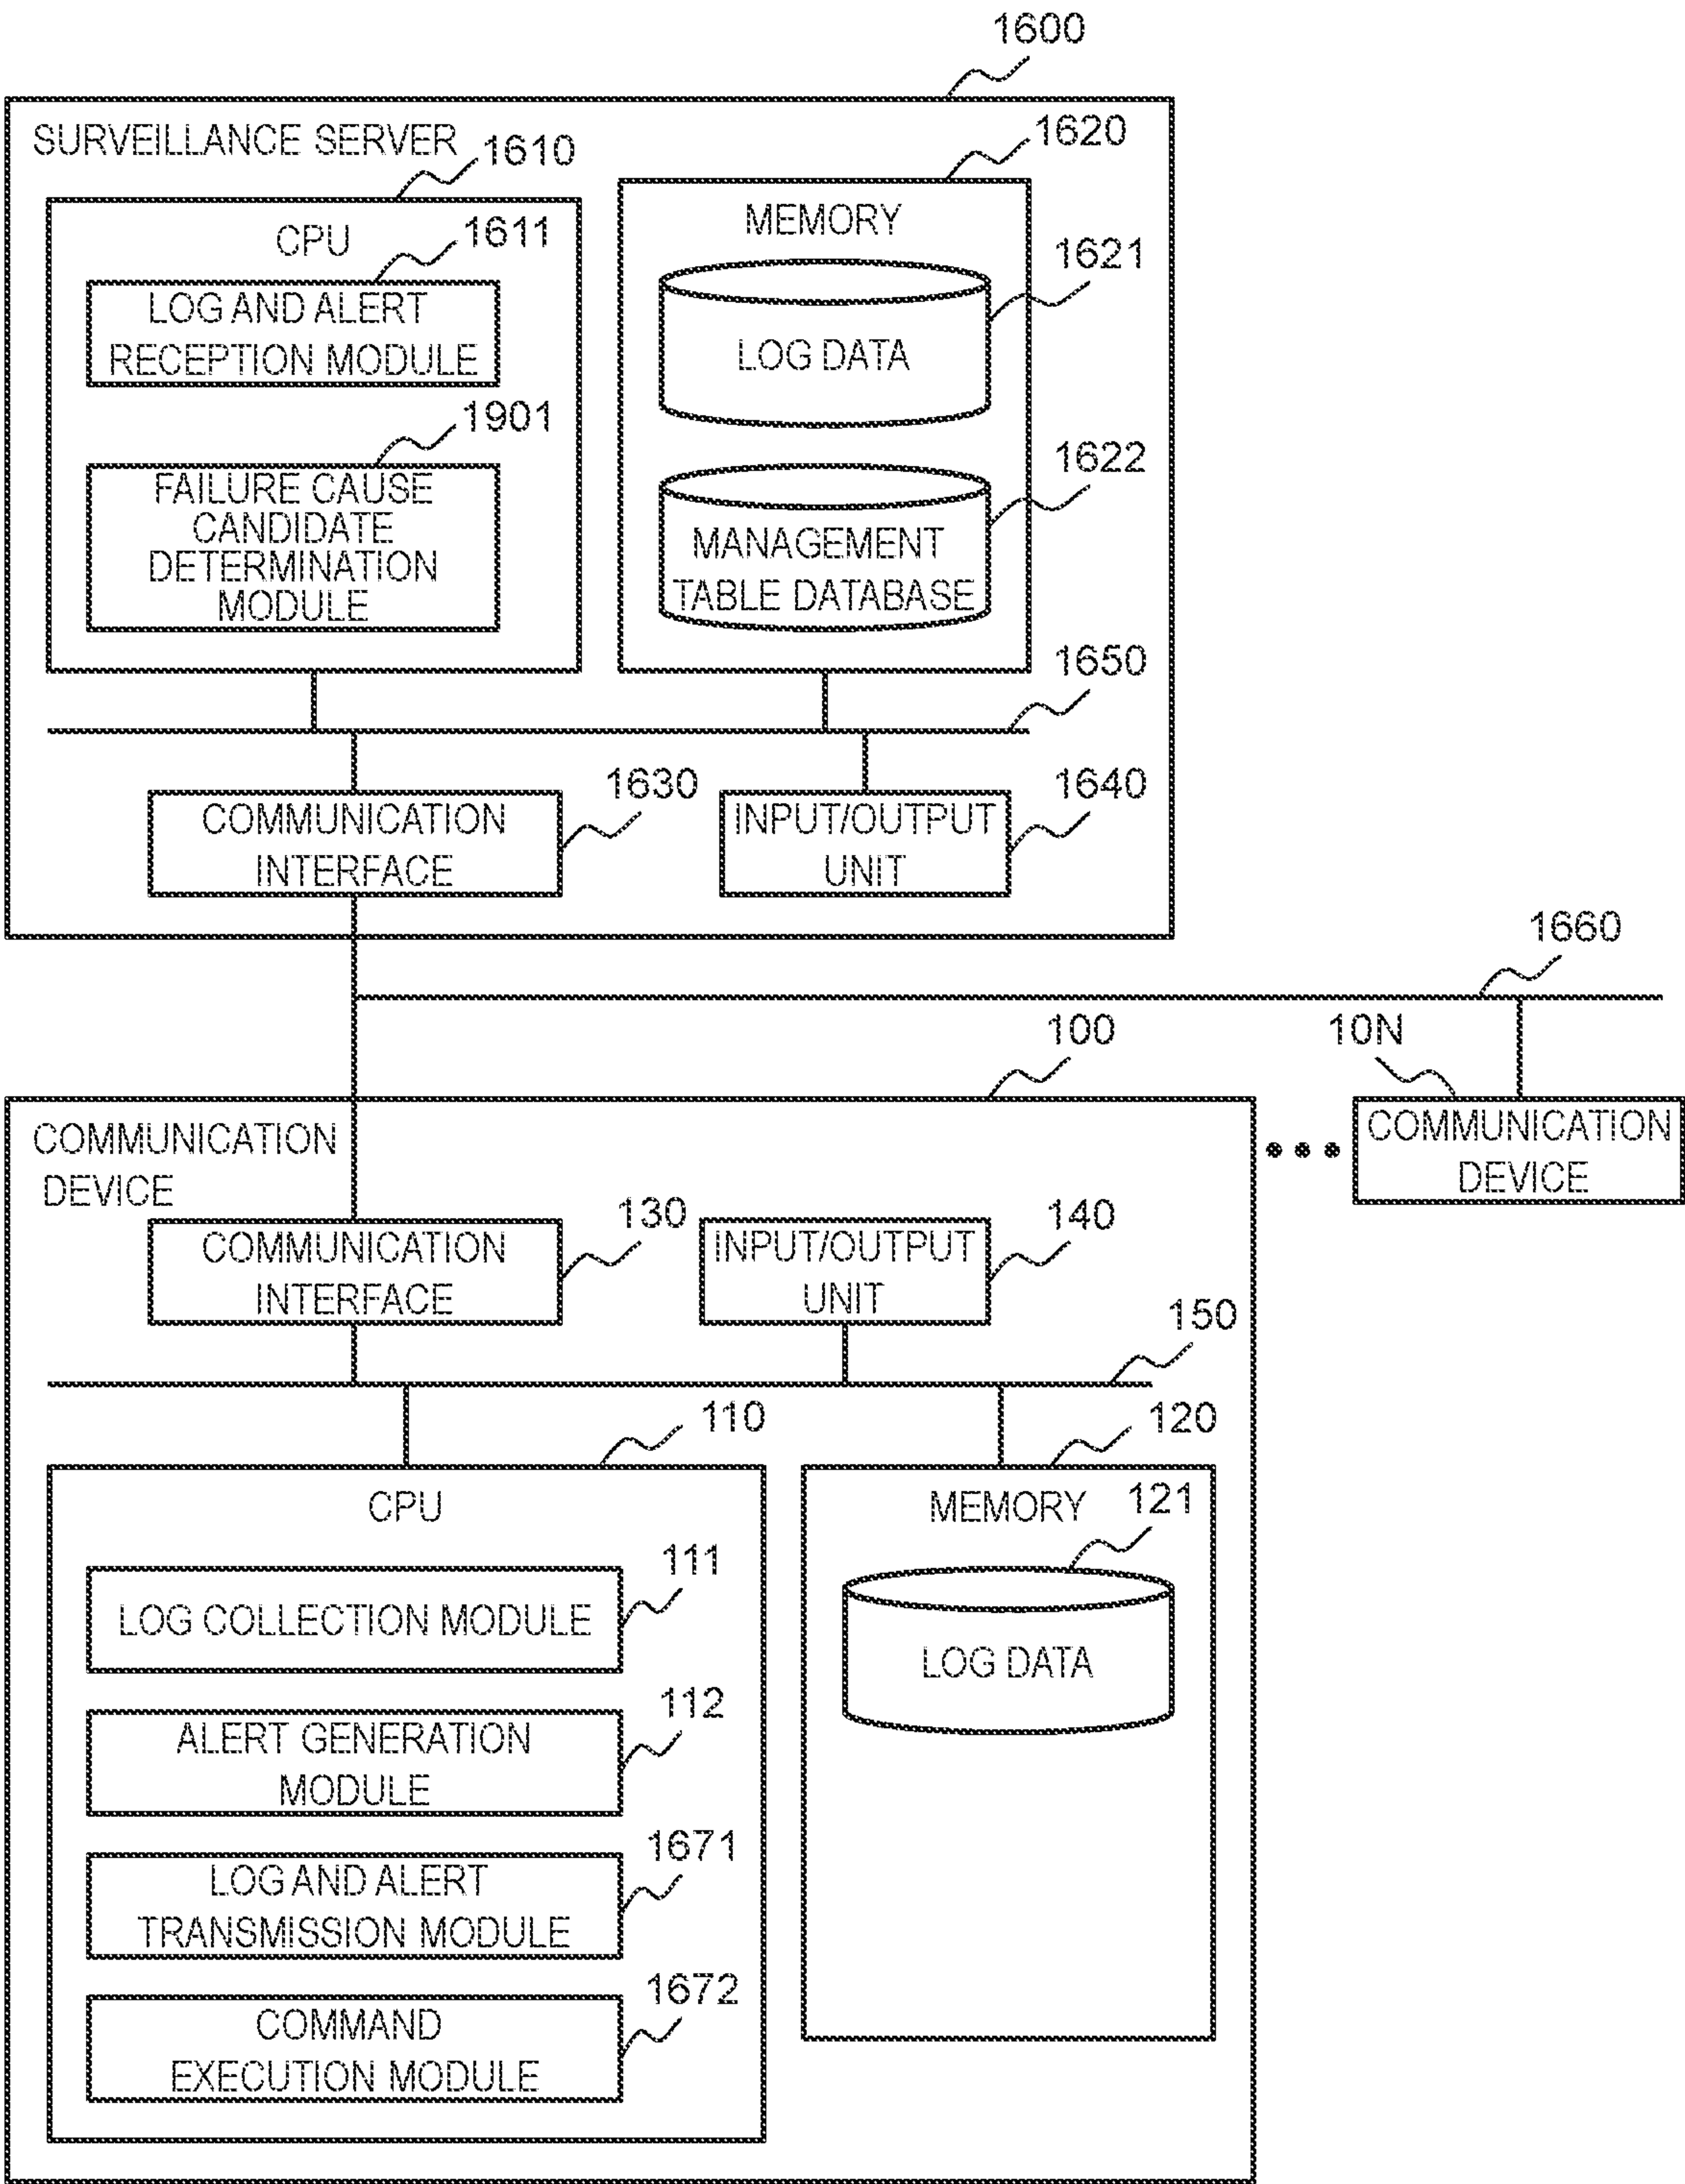 1600
SURVEILLANCE SERVER
1610
1620
CPU
1611
MEMORY
1621
LOG AND ALERT
RECEPTION MODULE
LOG DATA
1901
1622
FAILURE CAUSE
CANDIDATE
DETERMINATION
MODULE
MANAGEMENT
TABLE DATABASE
1650
1630
1640
COMMUNICATION
INTERFACE
INPUT/OUTPUT
UNIT
1660
100
10N
COMMUNICATION
DEVICE
COMMUNICATION
DEVICE
130
140
COMMUNICATION
INTERFACE
INPUT/OUTPUT
UNIT
150
110
120
CPU
MEMORY
121
111
LOG COLLECTION MODULE
LOG DATA
112
ALERT GENERATION
MODULE
1671
LOG AND ALERT
TRANSMISSION MODULE
1672
COMMAND
EXECUTION MODULE